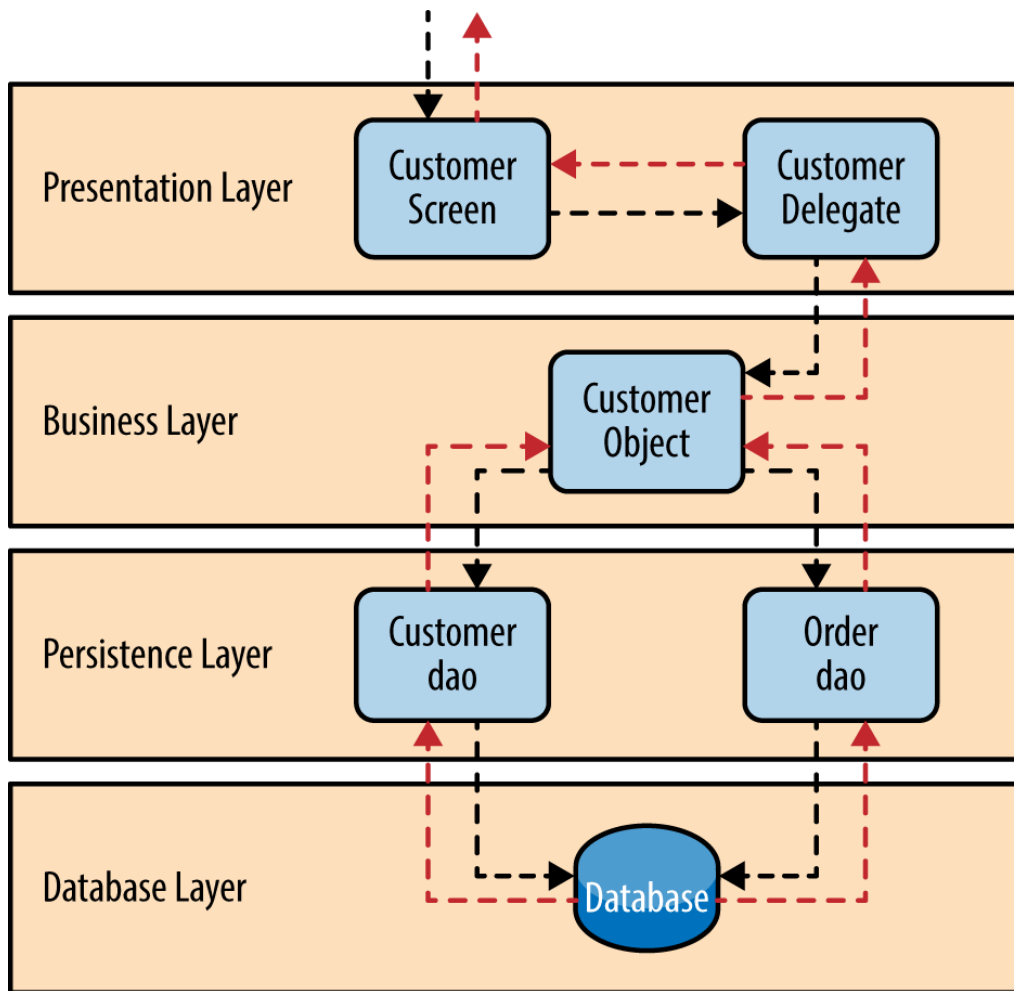 Presentation Layer
Customer
Screen
Customer
Delegate
Business Layer
Customer
Object
Persistence Layer
Customer
dao
Order
dao
Database Layer
Database